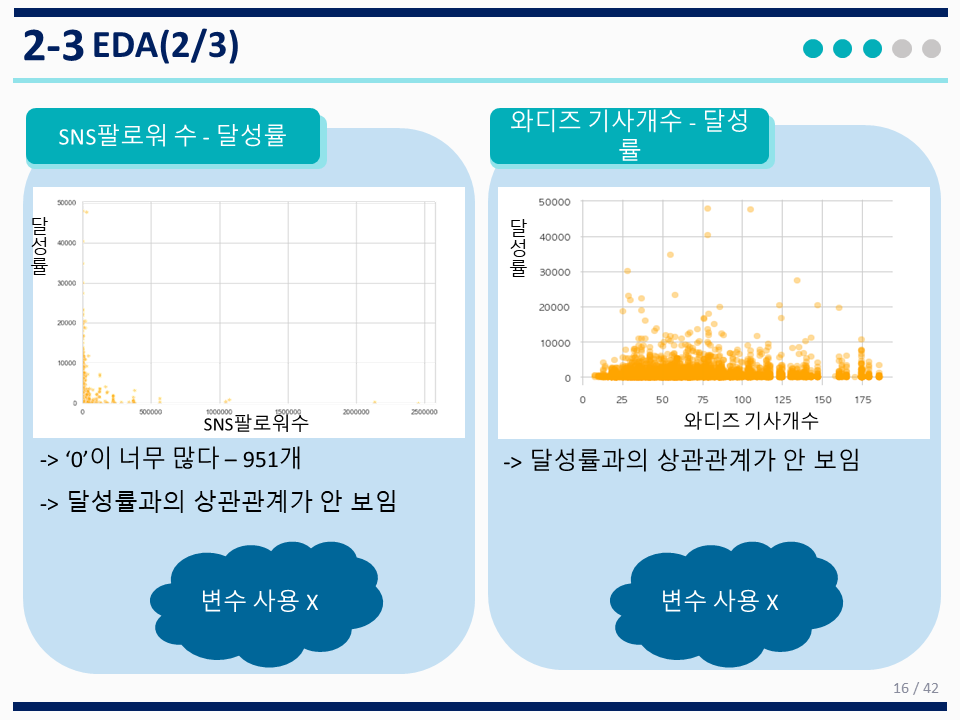 2-3 EDA(2/3)
SNS팔로워 수 - 달성률
달성률
50000
40000
30000
20000
10000
0
0 500000 1000000 1500000 2000000 2500000
SNS팔로워수
-> ‘0’이 너무 많다 – 951개
-> 달성률과의 상관관계가 안 보임
변수 사용 X
와디즈 기사개수 - 달성
률
달성률
50000
40000
30000
20000
10000
0
0 25 50 75 100 125 150 175
와디즈 기사개수
-> 달성률과의 상관관계가 안 보임
변수 사용 X
16 / 42